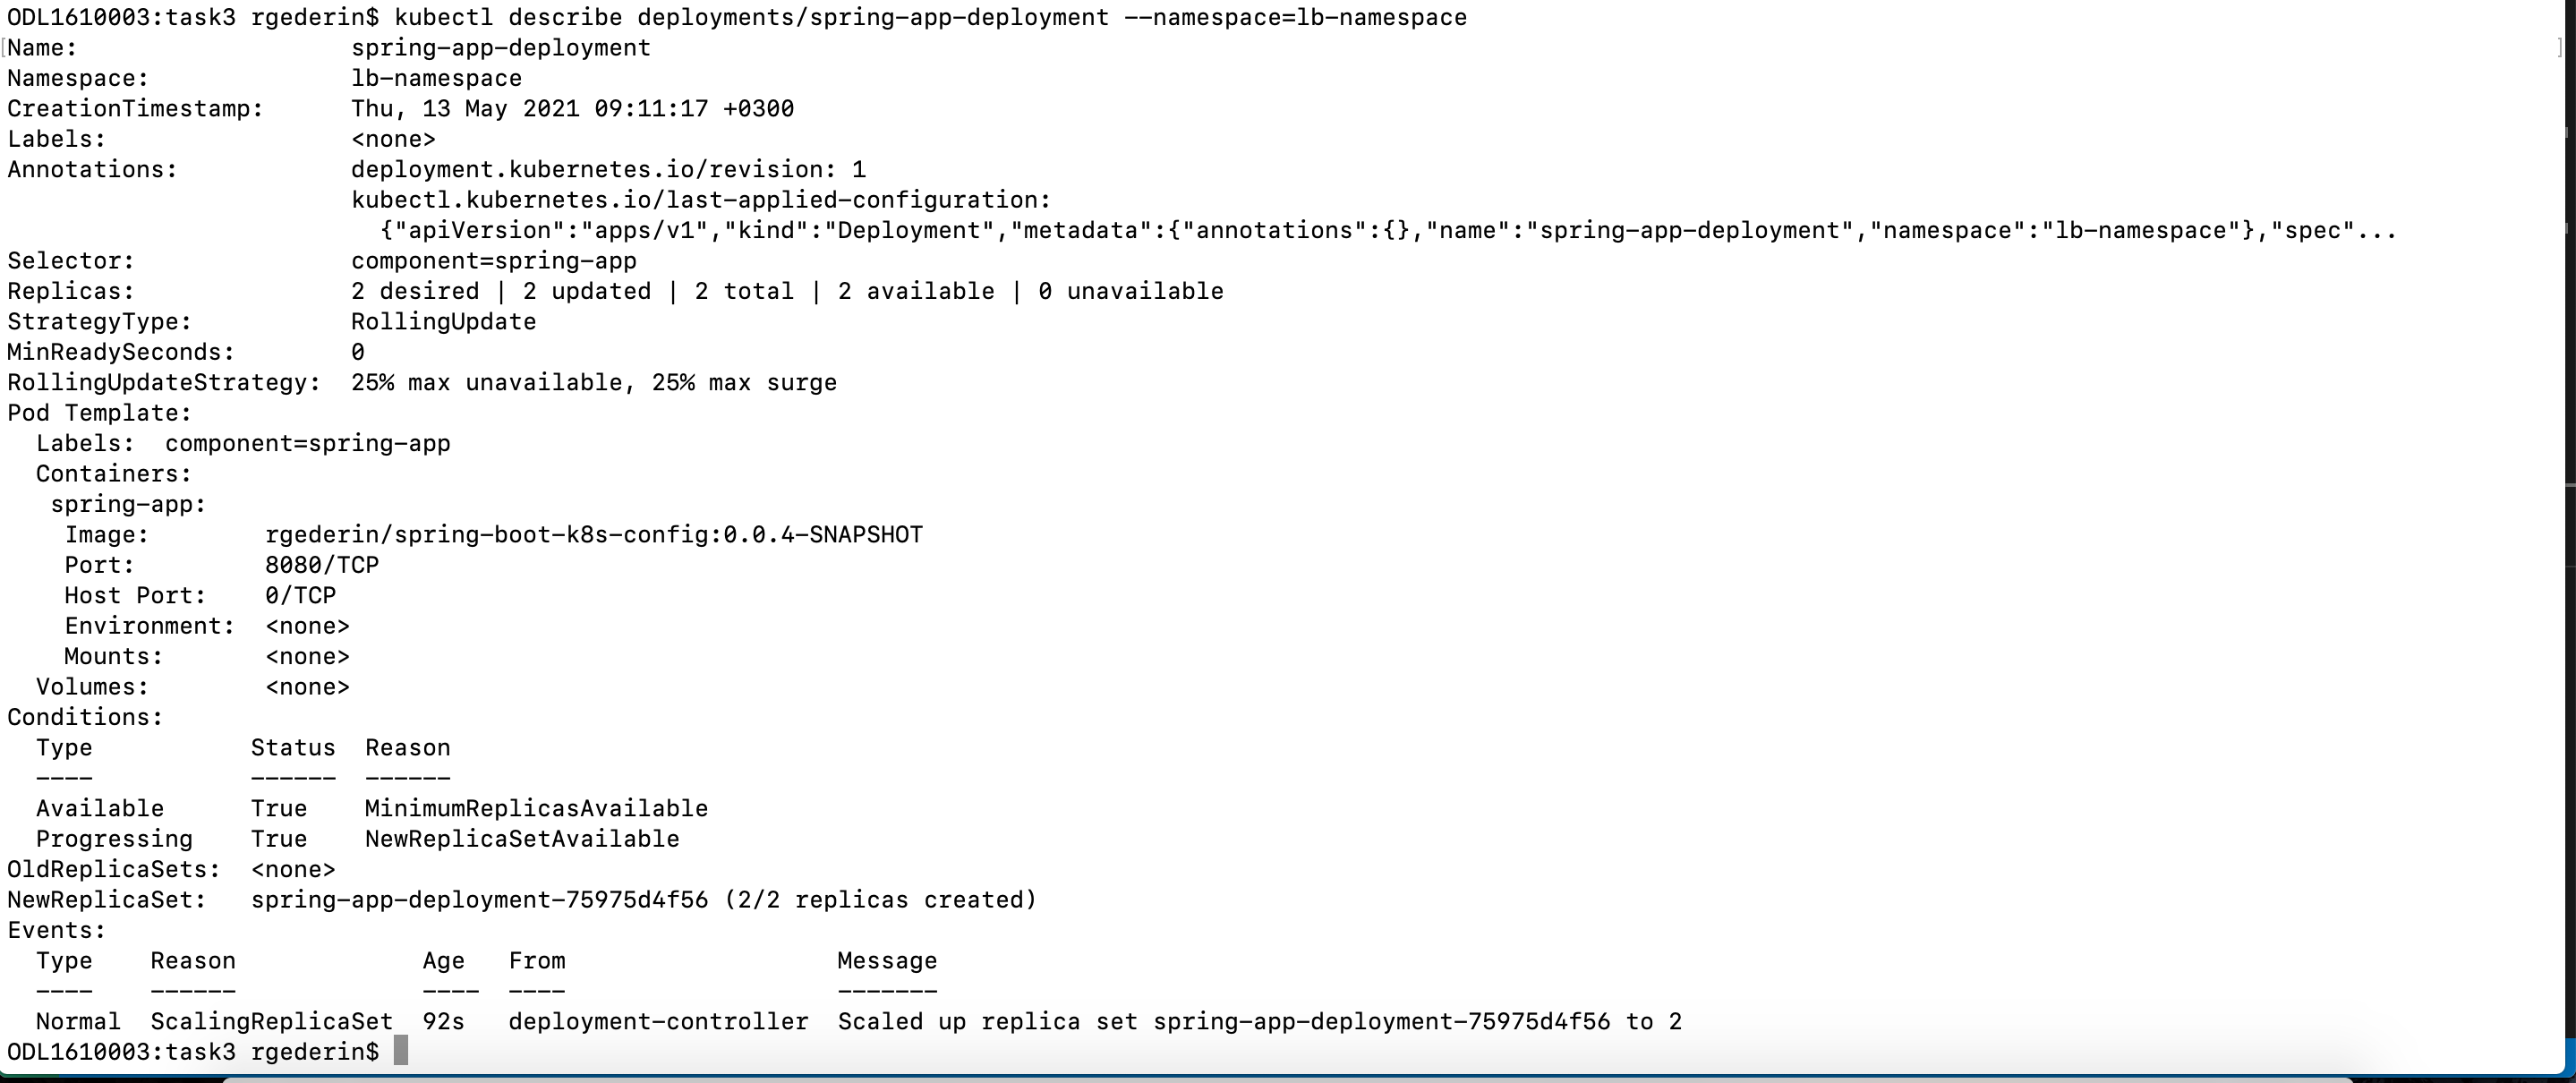 ODL1610003:task3 rgederin$ kubectl describe deployments/spring-app-deployment --namespace=lb-namespace
[Name:                   spring-app-deployment ]
Namespace:              lb-namespace
CreationTimestamp:      Thu, 13 May 2021 09:11:17 +0300
Labels:                 <none>
Annotations:            deployment.kubernetes.io/revision: 1
                        kubectl.kubernetes.io/last-applied-configuration:
                          {"apiVersion":"apps/v1","kind":"Deployment","metadata":{"annotations":{},"name":"spring-app-deployment","namespace":"lb-namespace"},"spec"...
Selector:               component=spring-app
Replicas:               2 desired | 2 updated | 2 total | 2 available | 0 unavailable
StrategyType:           RollingUpdate
MinReadySeconds:        0
RollingUpdateStrategy:  25% max unavailable, 25% max surge
Pod Template:
  Labels:  component=spring-app
  Containers:
   spring-app:
    Image:        rgederin/spring-boot-k8s-config:0.0.4-SNAPSHOT
    Port:         8080/TCP
    Host Port:    0/TCP
    Environment:  <none>
    Mounts:       <none>
  Volumes:        <none>
Conditions:
  Type           Status  Reason
  ----           ------  ------
  Available      True    MinimumReplicasAvailable
  Progressing    True    NewReplicaSetAvailable
OldReplicaSets:  <none>
NewReplicaSet:   spring-app-deployment-75975d4f56 (2/2 replicas created)
Events:
  Type    Reason             Age   From                   Message
  ----    ------             ----  ----                   -------
  Normal  ScalingReplicaSet  92s   deployment-controller  Scaled up replica set spring-app-deployment-75975d4f56 to 2
ODL1610003:task3 rgederin$